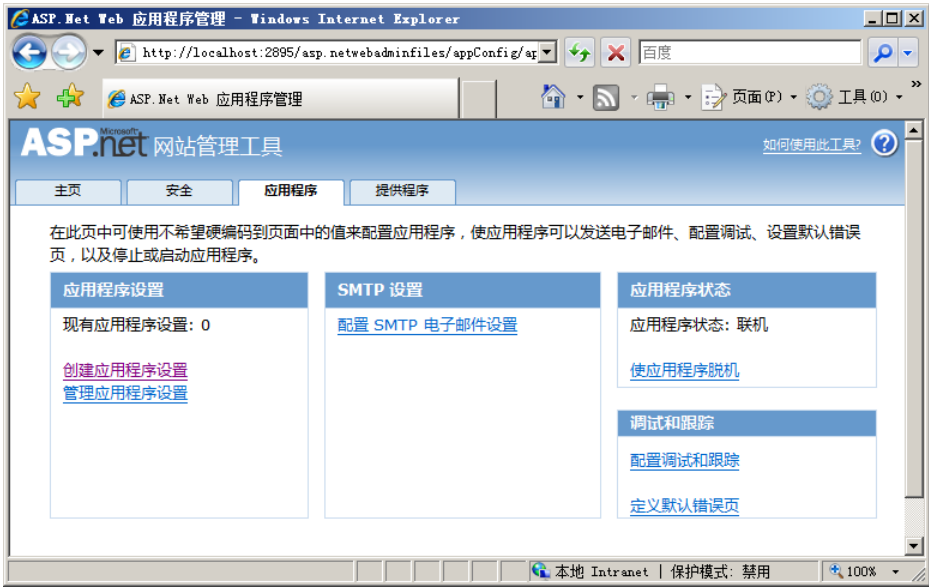 ASP.Net Web 应用程序管理 - Windows Internet Explorer
http://localhost:2895/asp.netwebadminfiles/appConfig/ap
百度
ASP.Net Web 应用程序管理
页面(P)
工具(O)
ASP.net Microsoft 网站管理工具
如何使用此工具?
主页 安全 应用程序 提供程序
在此页中可使用不希望硬编码到页面中的值来配置应用程序，使应用程序可以发送电子邮件、配置调试、设置默认错误
页，以及停止或启动应用程序。
应用程序设置
现有应用程序设置: 0
创建应用程序设置
管理应用程序设置
SMTP 设置
配置 SMTP 电子邮件设置
应用程序状态
应用程序状态: 联机
使应用程序脱机
调试和跟踪
配置调试和跟踪
定义默认错误页
本地 Intranet | 保护模式: 禁用
100%